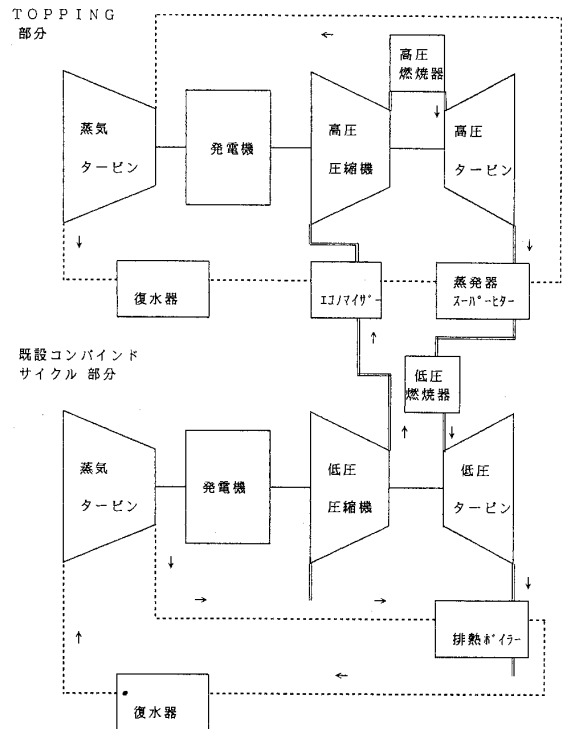 TOPPING
部分
高圧
燃焼器
蒸気
タービン
発電機
高圧
圧縮機
高圧
タービン
復水器
エコノマイザー
蒸発器
スーパーヒター
既設コンバインド
サイクル 部分
低圧
燃焼器
蒸気
タービン
発電機
低圧
圧縮機
低圧
タービン
排熱ボイラー
復水器